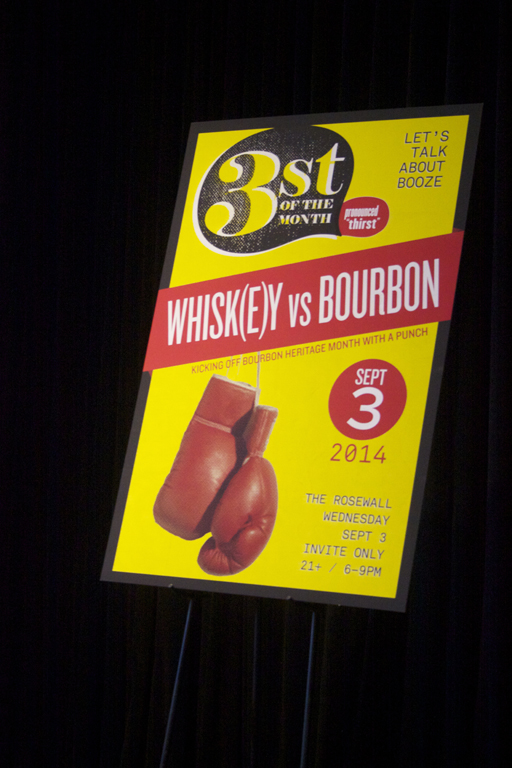 3st
OF THE
MONTH
pronounced
"thirst"
LET'S
TALK
ABOUT
BOOZE
WHISK(E)Y VS BOURBON
KICKING OFF BOURBON HERITAGE MONTH WITH A PUNCH
SEPT
3
2014
THE ROSEWALL
WEDNESDAY
SEPT 3
INVITE ONLY
21+ / 6-9PM